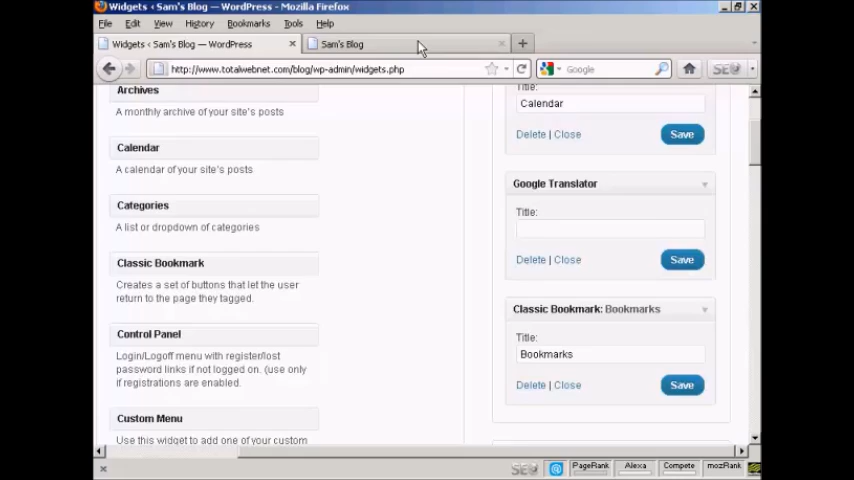 Widgets ‹ Sam's Blog — WordPress - Mozilla Firefox
File Edit View History Bookmarks Tools Help
Widgets ‹ Sam's Blog — WordPress
Sam's Blog
http://www.totalwebnet.com/blog/wp-admin/widgets.php
Google
SEO
Archives
A monthly archive of your site's posts
Calendar
A calendar of your site's posts
Categories
A list or dropdown of categories
Classic Bookmark
Creates a set of buttons that let the user
return to the page they tagged.
Control Panel
Login/Logoff menu with register/lost
password links if not logged on. (use only
if registrations are enabled.
Custom Menu
Use this widget to add one of your custom
Title:
Calendar
Delete | Close
Save
Google Translator
Title:
Delete | Close
Save
Classic Bookmark: Bookmarks
Title:
Bookmarks
Delete | Close
Save
SEO
PageRank
Alexa
Compete
mozRank